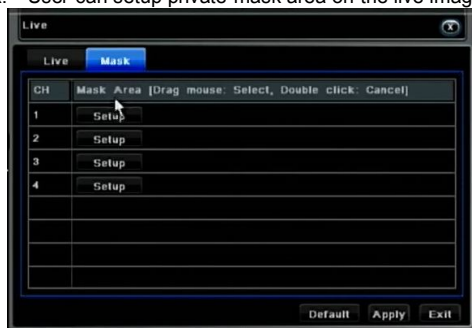 User can setup private mask area on the live imag
Live
Live Mask
CH Mask Area [Drag mouse: Select, Double click: Cancel]
1 Setup
2 Setup
3 Setup
4 Setup
Default Apply Exit